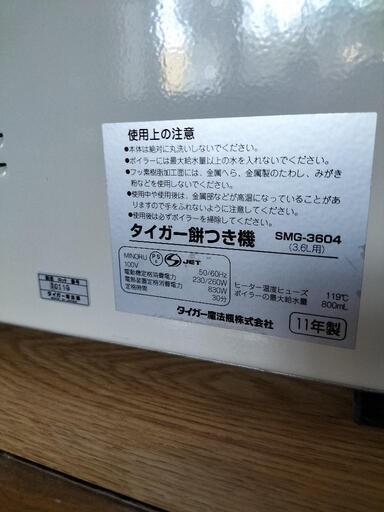 使用上の注意
●本体は絶対に丸洗いしないでください。
●ボイラーには最大給水量以上の水を入れないでください。
●フッ素樹脂加工面には、金属へら、金属製のたわし、みがき
粉などを使用しないでください。
●使用中や使用後は、金属部などが高温になっていることがあ
りますので手をふれないように注意してください。
●使用後は必ずボイラーを掃除してください。
タイガー餅つき機 SMG-3604
(3.6L用)
MINORU PSE JET
100V 50/60Hz
電動機定格消費電力 230/260W
電熱装置定格消費電力 830W
定格時間 30分
ヒーター温度ヒューズ 119℃
ボイラーの最大給水量 800mL
タイガー魔法瓶株式会社 11年製